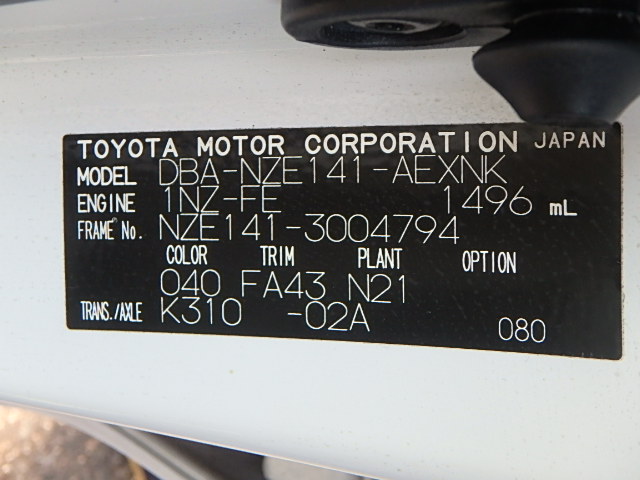 TOYOTA MOTOR CORPORATION JAPAN
MODEL DBA-NZE141-AEXNK
ENGINE 1NZ-FE 1496 mL
FRAME No. NZE141-3004794
COLOR TRIM PLANT OPTION
040 FA43 N21
TRANS./AXLE K310 -02A
080